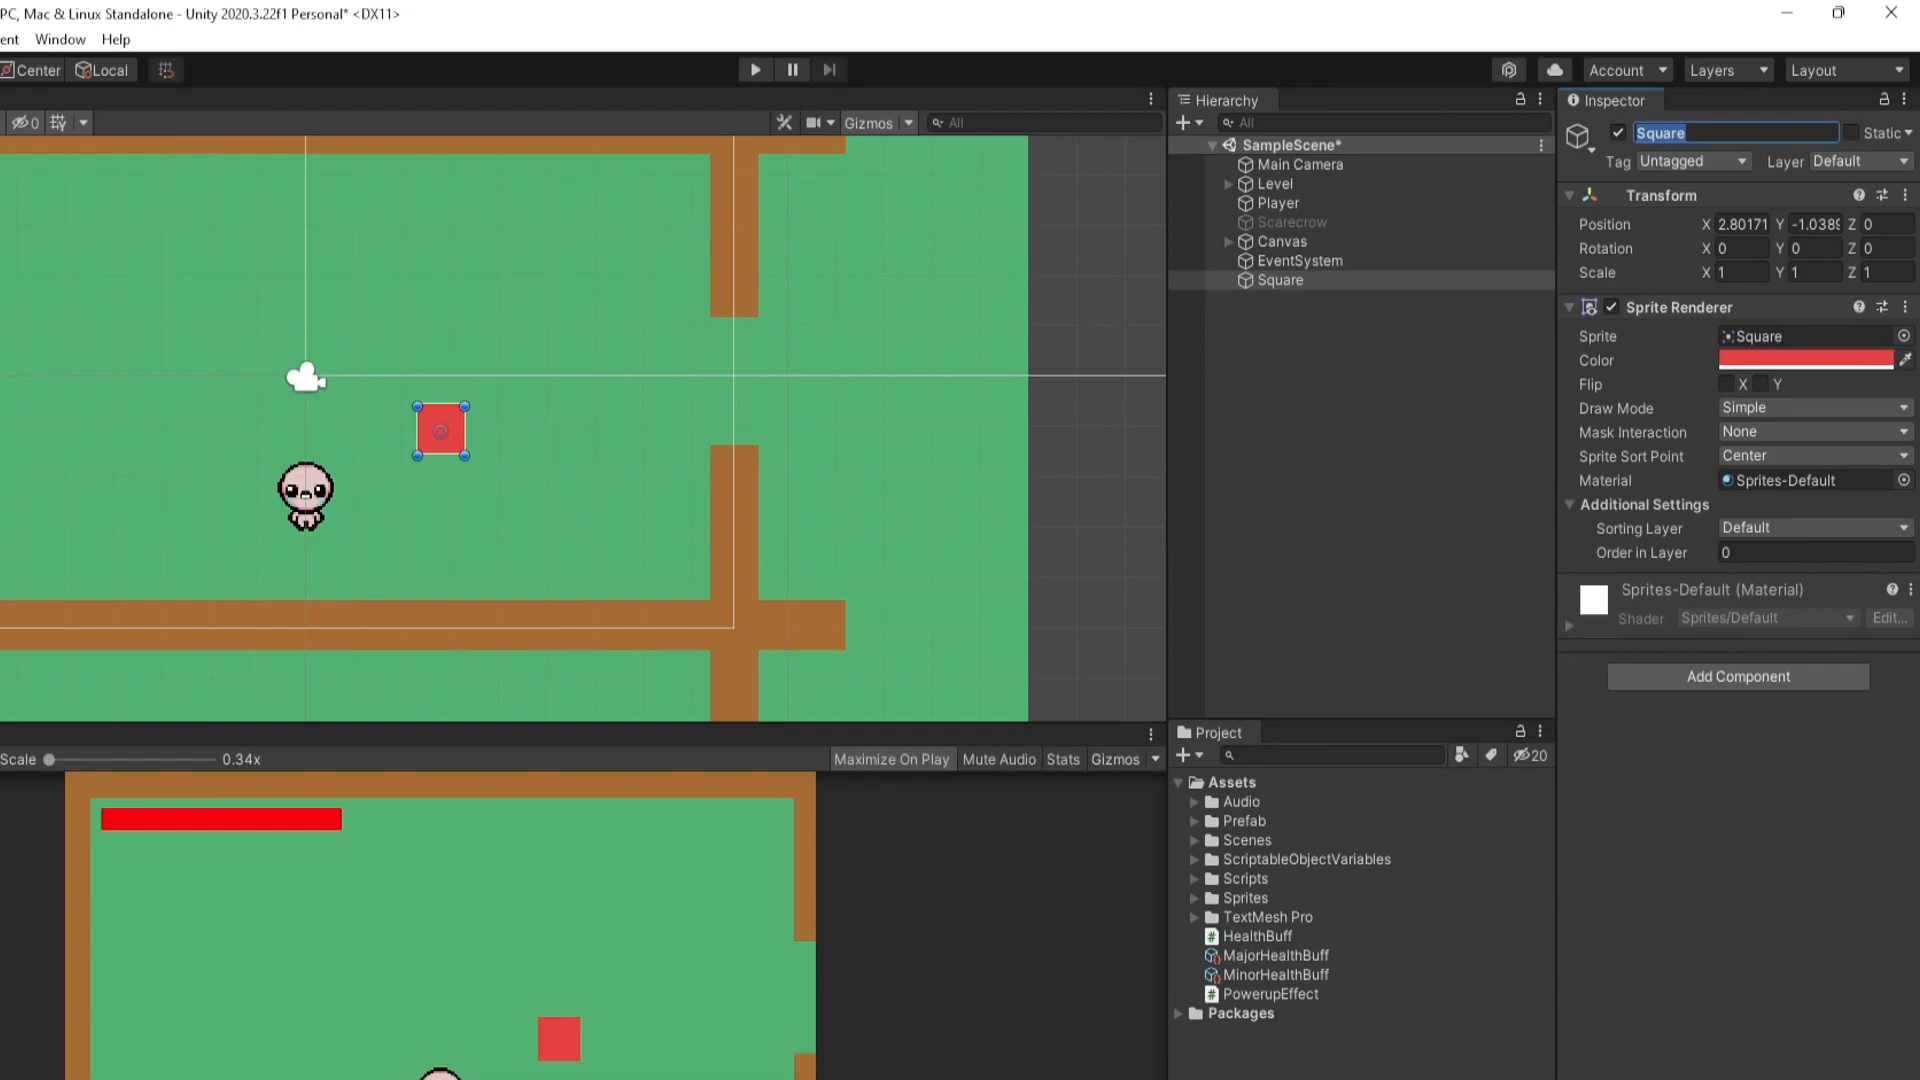 PC, Mac & Linux Standalone - Unity 2020.3.22f1 Personal* <DX11>
ent Window Help
Center Local
Account Layers Layout
Hierarchy
Inspector
0 Gizmos All
All
Square Static
Tag Untagged Layer Default
SampleScene*
Main Camera
Level
Player
Scarecrow
Canvas
EventSystem
Square
Transform
Position X 2.80171 Y -1.0389 Z 0
Rotation X 0 Y 0 Z 0
Scale X 1 Y 1 Z 1
Sprite Renderer
Sprite Square
Color
Flip X Y
Draw Mode Simple
Mask Interaction None
Sprite Sort Point Center
Material Sprites-Default
Additional Settings
Sorting Layer Default
Order in Layer 0
Sprites-Default (Material)
Shader Sprites/Default Edit...
Add Component
Scale 0.34x Maximize On Play Mute Audio Stats Gizmos
Project
20
Assets
Audio
Prefab
Scenes
ScriptableObjectVariables
Scripts
Sprites
TextMesh Pro
HealthBuff
MajorHealthBuff
MinorHealthBuff
PowerupEffect
Packages